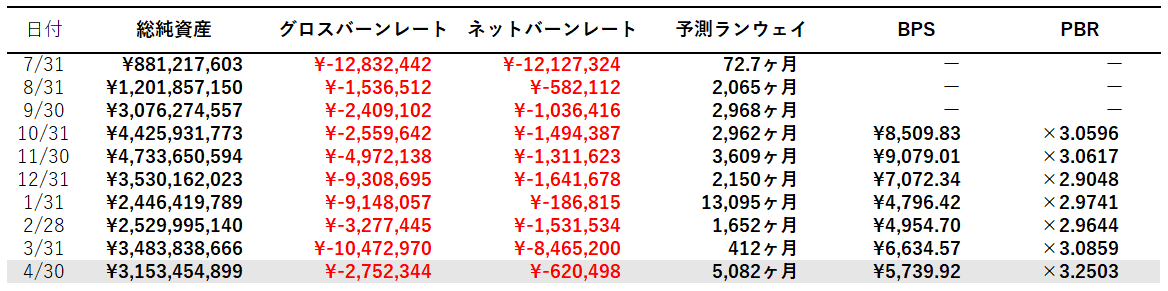 日付 総純資産 グロスバーンレート ネットバーンレート 予測ランウェイ BPS PBR
7/31 ¥881,217,603 ¥-12,832,442 ¥-12,127,324 72.7ヶ月 — —
8/31 ¥1,201,857,150 ¥-1,536,512 ¥-582,112 2,065ヶ月 — —
9/30 ¥3,076,274,557 ¥-2,409,102 ¥-1,036,416 2,968ヶ月 — —
10/31 ¥4,425,931,773 ¥-2,559,642 ¥-1,494,387 2,962ヶ月 ¥8,509.83 ×3.0596
11/30 ¥4,733,650,594 ¥-4,972,138 ¥-1,311,623 3,609ヶ月 ¥9,079.01 ×3.0617
12/31 ¥3,530,162,023 ¥-9,308,695 ¥-1,641,678 2,150ヶ月 ¥7,072.34 ×2.9048
1/31 ¥2,446,419,789 ¥-9,148,057 ¥-186,815 13,095ヶ月 ¥4,796.42 ×2.9741
2/28 ¥2,529,995,140 ¥-3,277,445 ¥-1,531,534 1,652ヶ月 ¥4,954.70 ×2.9644
3/31 ¥3,483,838,666 ¥-10,472,970 ¥-8,465,200 412ヶ月 ¥6,634.57 ×3.0859
4/30 ¥3,153,454,899 ¥-2,752,344 ¥-620,498 5,082ヶ月 ¥5,739.92 ×3.2503